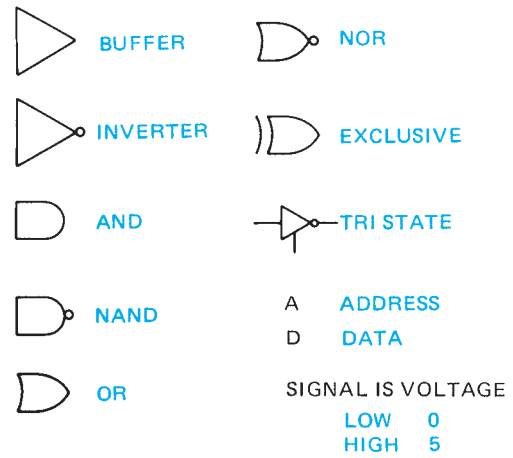 BUFFER
INVERTER
AND
NAND
OR
NOR
EXCLUSIVE
TRI STATE
A ADDRESS
D DATA
SIGNAL IS VOLTAGE
LOW 0
HIGH 5